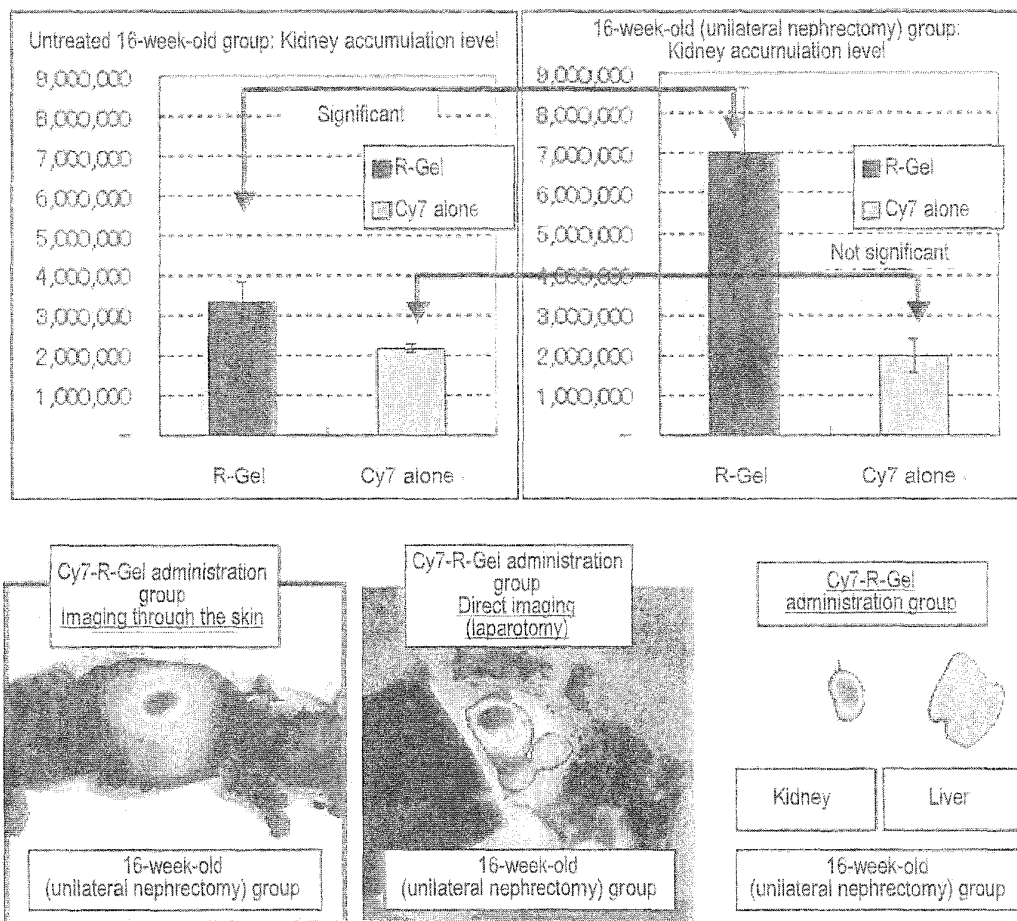 Untreated 16-week-old group: Kidney accumulation level
9,000,000
8,000,000
7,000,000
6,000,000
5,000,000
4,000,000
3,000,000
2,000,000
1,000,000
–
Significant
R-Gel
Cy7 alone
R-Gel
Cy7 alone
16-week-old (unilateral nephrectomy) group:
Kidney accumulation level
9,000,000
8,000,000
7,000,000
6,000,000
5,000,000
4,000,000
3,000,000
2,000,000
1,000,000
–
R-Gel
Cy7 alone
Not significant
R-Gel
Cy7 alone
Cy7-R-Gel administration
group
Imaging through the skin
16-week-old
(unilateral nephrectomy) group
Cy7-R-Gel administration
group
Direct imaging
(laparotomy)
16-week-old
(unilateral nephrectomy) group
Cy7-R-Gel
administration group
Kidney
Liver
16-week-old
(unilateral nephrectomy) group